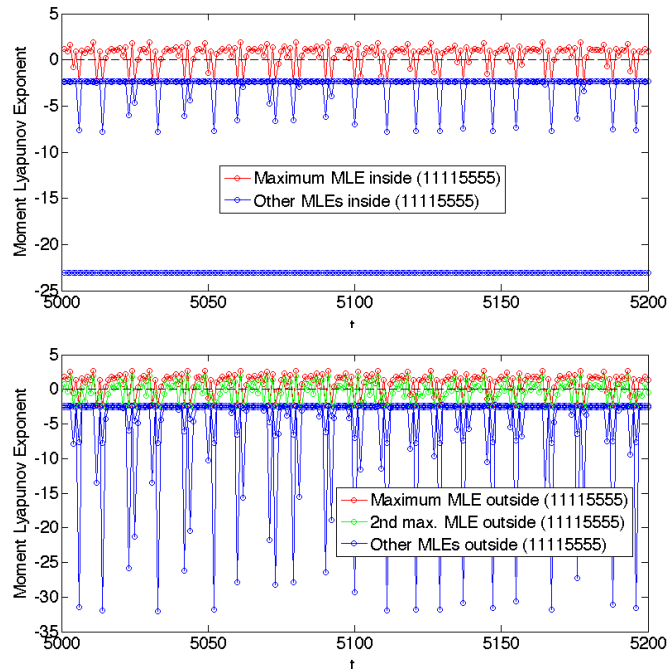 5
0
-5
-10
-15
-20
-25
Moment Lyapunov Exponent
Maximum MLE inside (11115555)
Other MLEs inside (11115555)
5000
5050
5100
5150
5200
t
5
0
-5
-10
-15
-20
-25
-30
-35
Moment Lyapunov Exponent
Maximum MLE outside (11115555)
2nd max. MLE outside (11115555)
Other MLEs outside (11115555)
5000
5050
5100
5150
5200
t